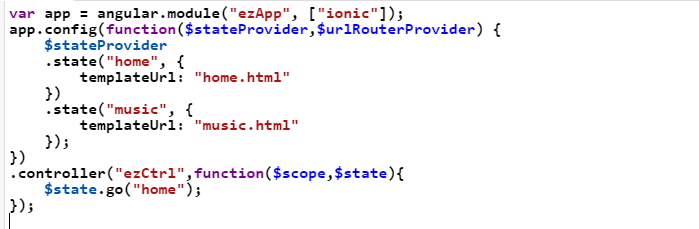 var app = angular.module("ezApp", ["ionic"]);
app.config(function($stateProvider,$urlRouterProvider) {
    $stateProvider
    .state("home", {
        templateUrl: "home.html"
    })
    .state("music", {
        templateUrl: "music.html"
    });
})
.controller("ezCtrl",function($scope,$state){
    $state.go("home");
});